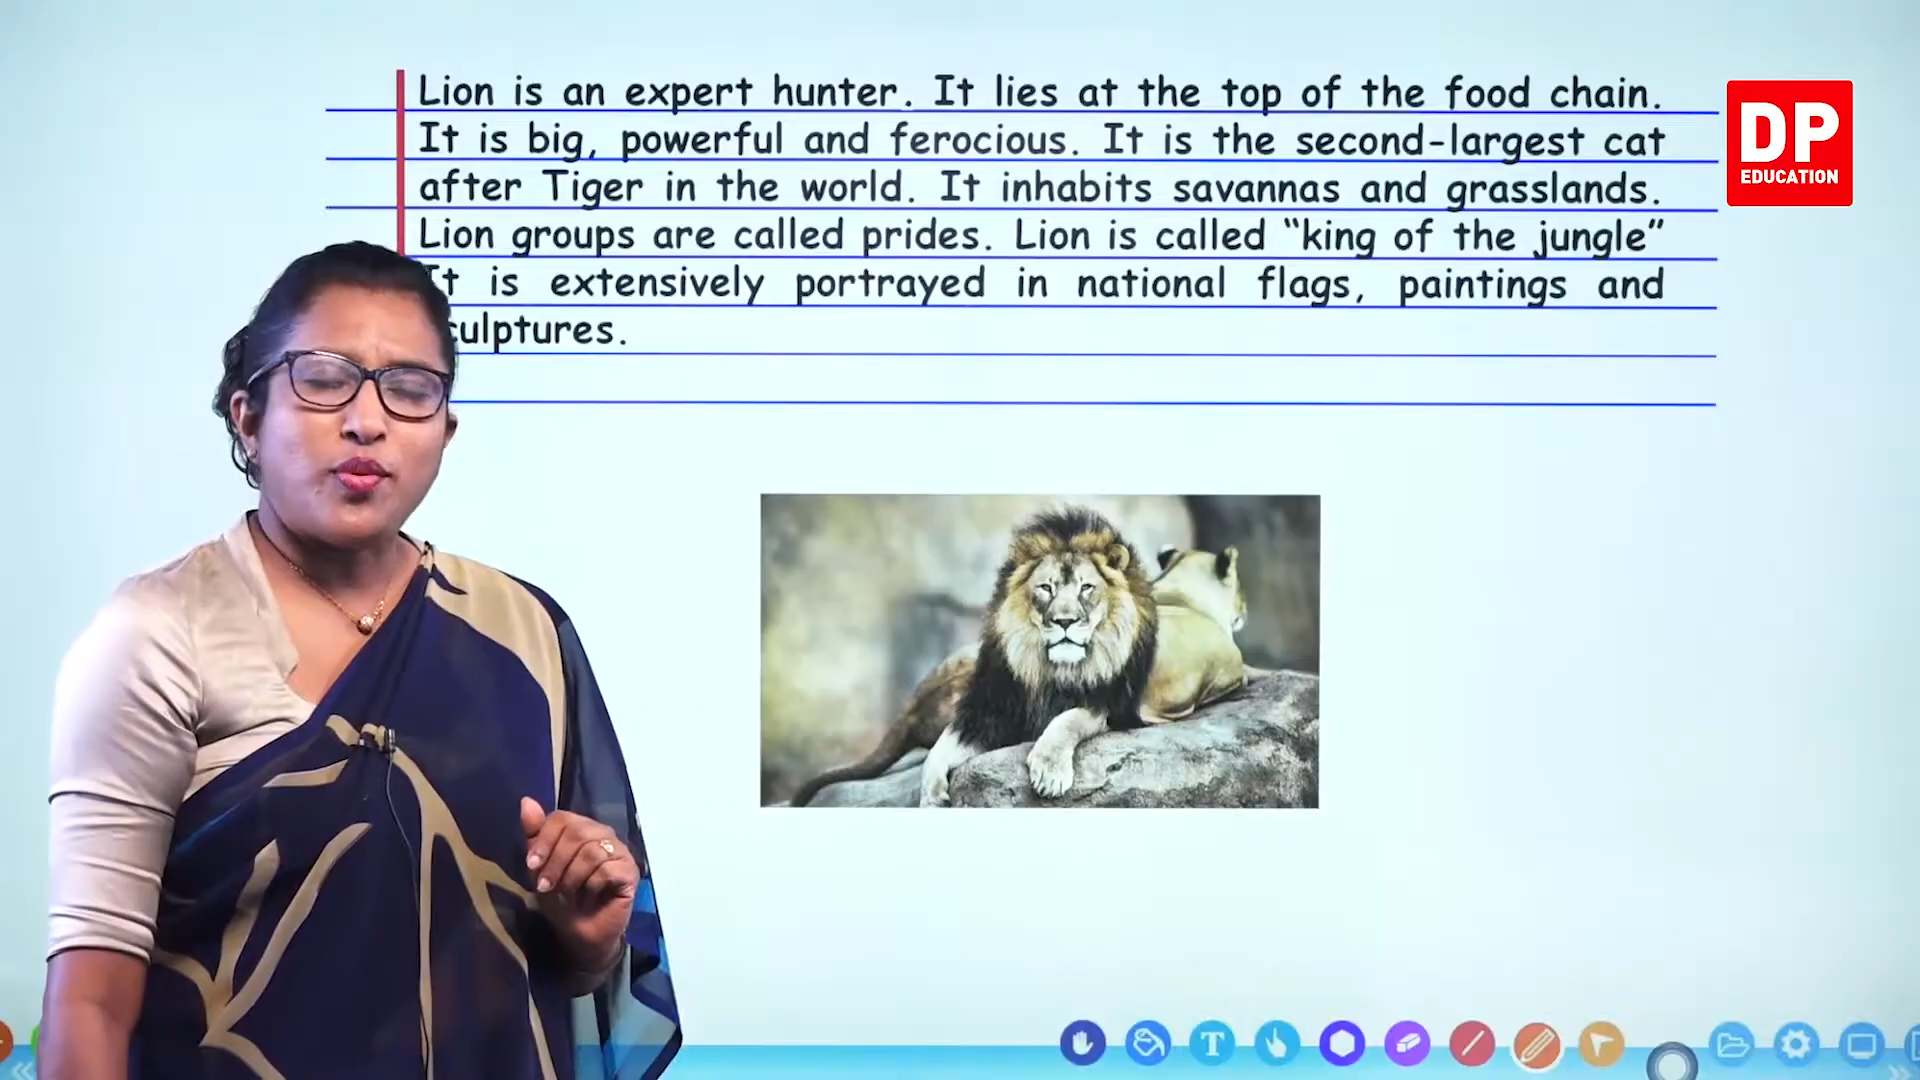 Lion is an expert hunter. It lies at the top of the food chain.
It is big, powerful and ferocious. It is the second-largest cat
after Tiger in the world. It inhabits savannas and grasslands.
Lion groups are called prides. Lion is called “king of the jungle”
It is extensively portrayed in national flags, paintings and
sculptures.
DP
EDUCATION
T